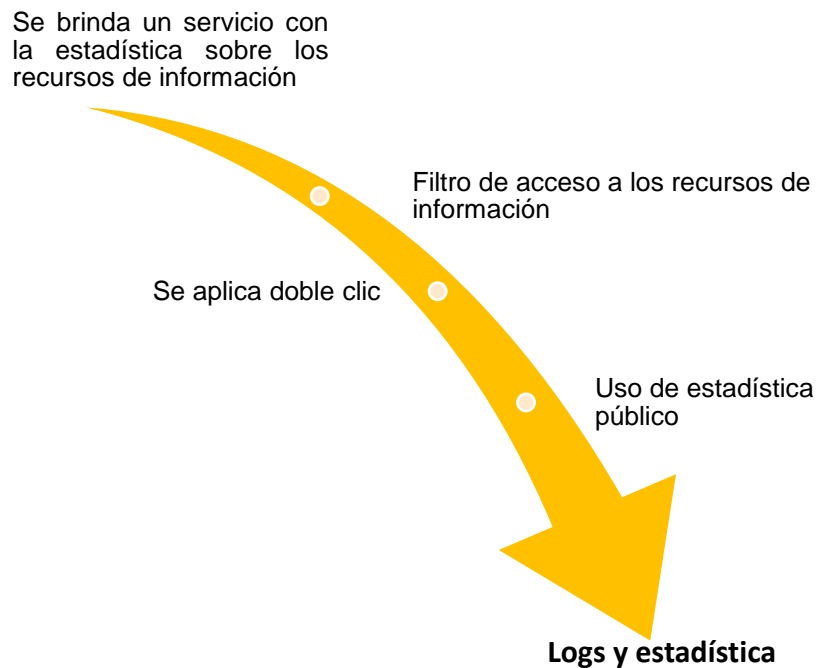 Se brinda un servicio con
la estadística sobre los
recursos de información
Filtro de acceso a los recursos de
información
Se aplica doble clic
Uso de estadística
público
Logs y estadística